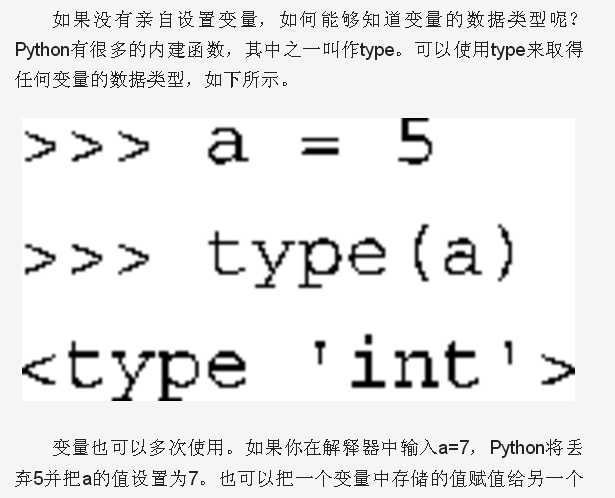 如果没有亲自设置变量，如何能够知道变量的数据类型呢？
Python有很多的内建函数，其中之一叫作type。可以使用type来取得
任何变量的数据类型，如下所示。
>>> a = 5
>>> type(a)
<type 'int'>
变量也可以多次使用。如果你在解释器中输入a=7，Python将丢
弃5并把a的值设置为7。也可以把一个变量中存储的值赋值给另一个